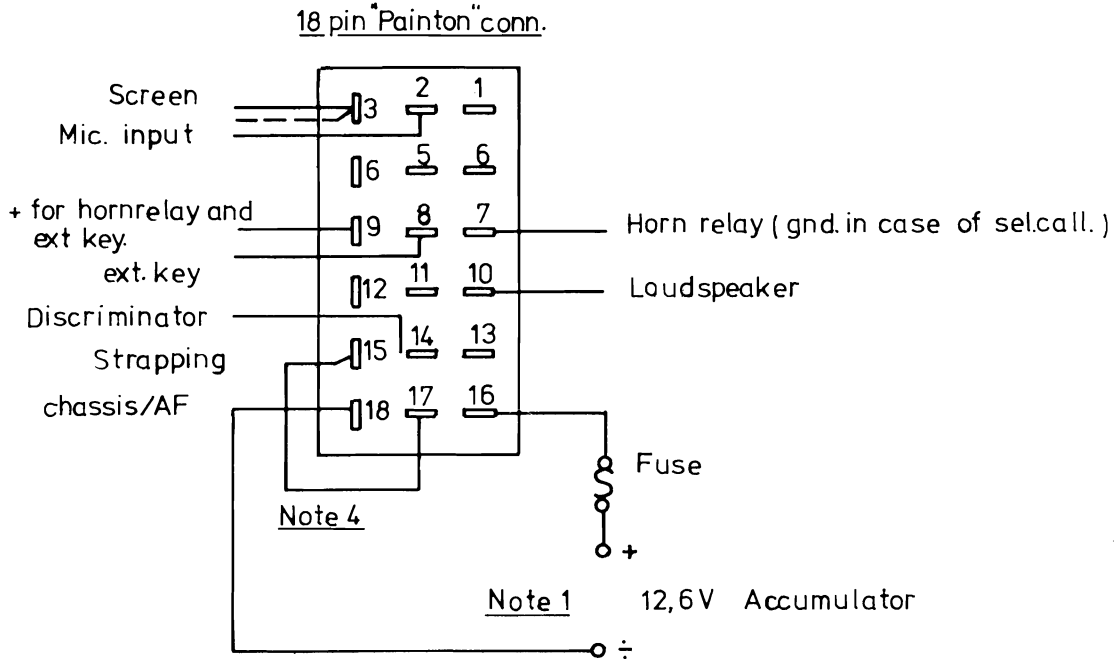 18 pin "Painton" conn.
Screen
Mic. input
3 2 1
6 5 6
+ for hornrelay and
ext key.
9 8 7
Horn relay ( gnd. in case of sel.call. )
ext. key
12 11 10
Loudspeaker
Discriminator
Strapping
15 14 13
chassis/AF
18 17 16
Fuse
Note 4
+
Note 1 12,6V Accumulator
÷